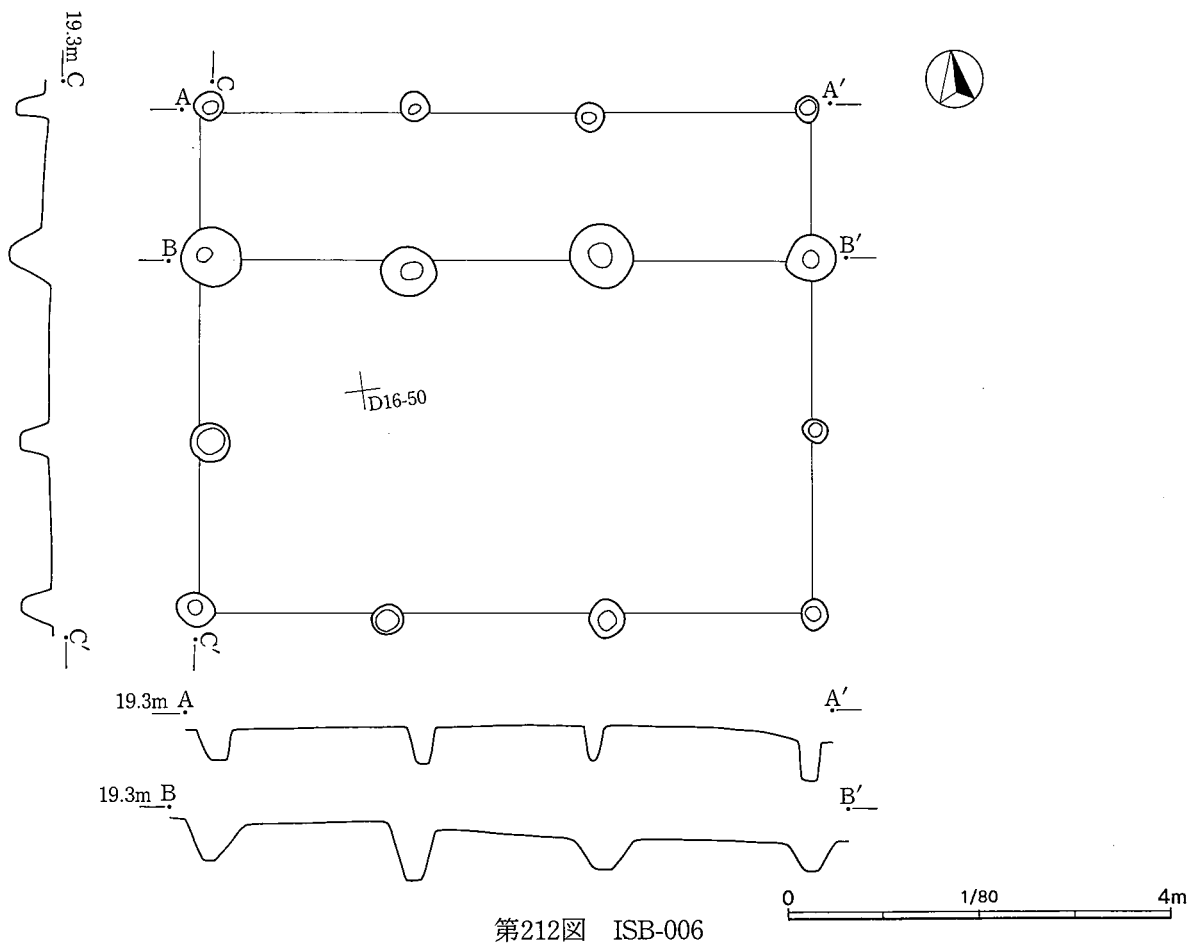 19.3m C
C
A
A′
B
B′
D16-50
C′
C′
19.3m A
A′
19.3m B
B′
0 1/80 4m
第212図 ISB-006